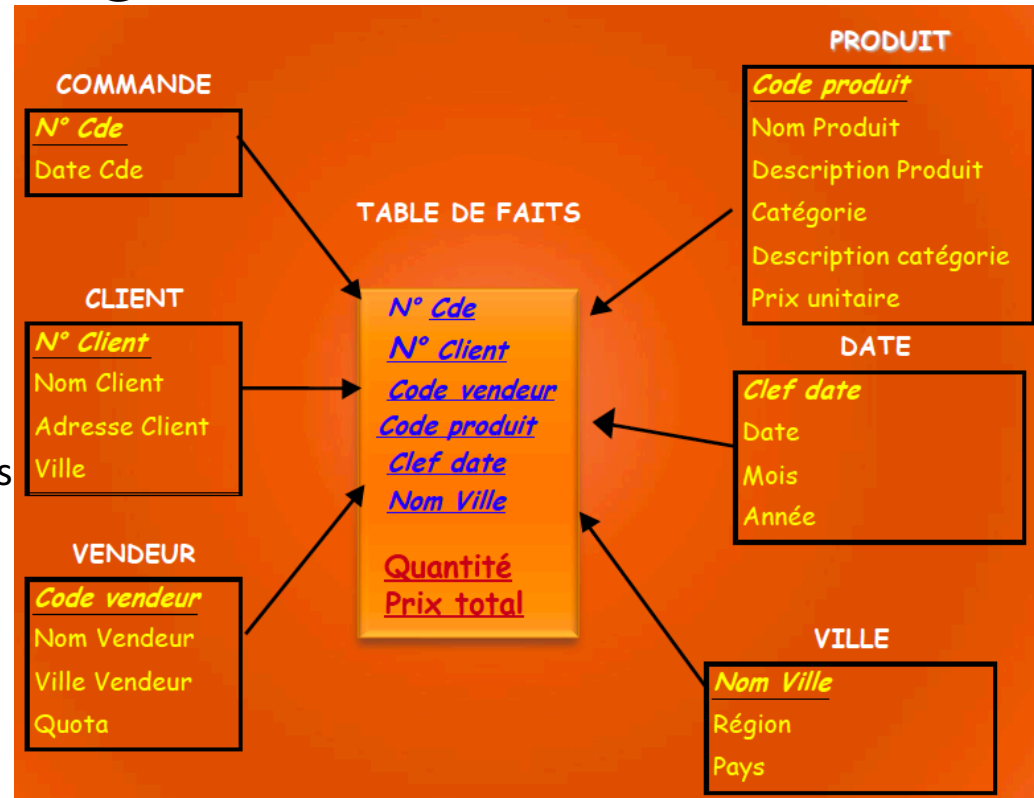 COMMANDE
N° Cde
Date Cde
CLIENT
N° Client
Nom Client
Adresse Client
Ville
s
VENDEUR
Code vendeur
Nom Vendeur
Ville Vendeur
Quota
TABLE DE FAITS
N° Cde
N° Client
Code vendeur
Code produit
Clef date
Nom Ville
Quantité
Prix total
PRODUIT
Code produit
Nom Produit
Description Produit
Catégorie
Description catégorie
Prix unitaire
DATE
Clef date
Date
Mois
Année
VILLE
Nom Ville
Région
Pays